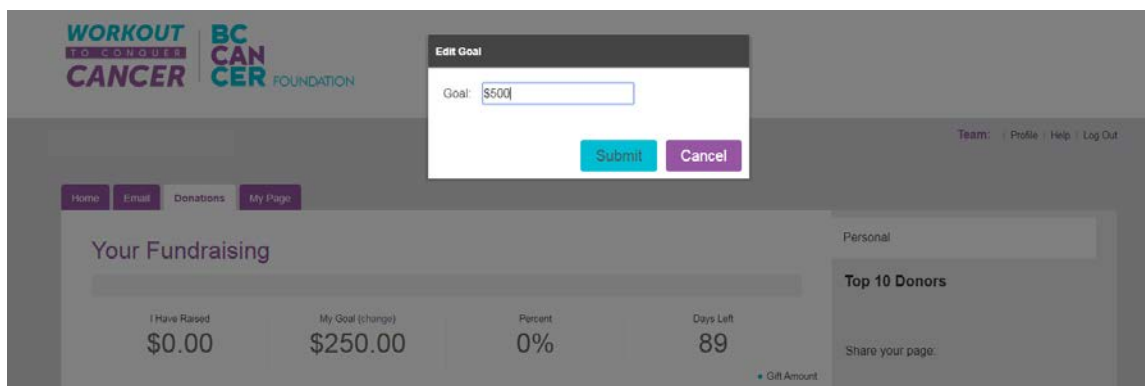 WORKOUT
TO CONQUER
CANCER
BC
CAN
CER FOUNDATION
Edit Goal
Goal: $500
Submit Cancel
Team: | Profile | Help | Log Out
Home Email Donations My Page
Your Fundraising
I Have Raised
$0.00
My Goal (change)
$250.00
Percent
0%
Days Left
89
Gift Amount
Personal
Top 10 Donors
Share your page: